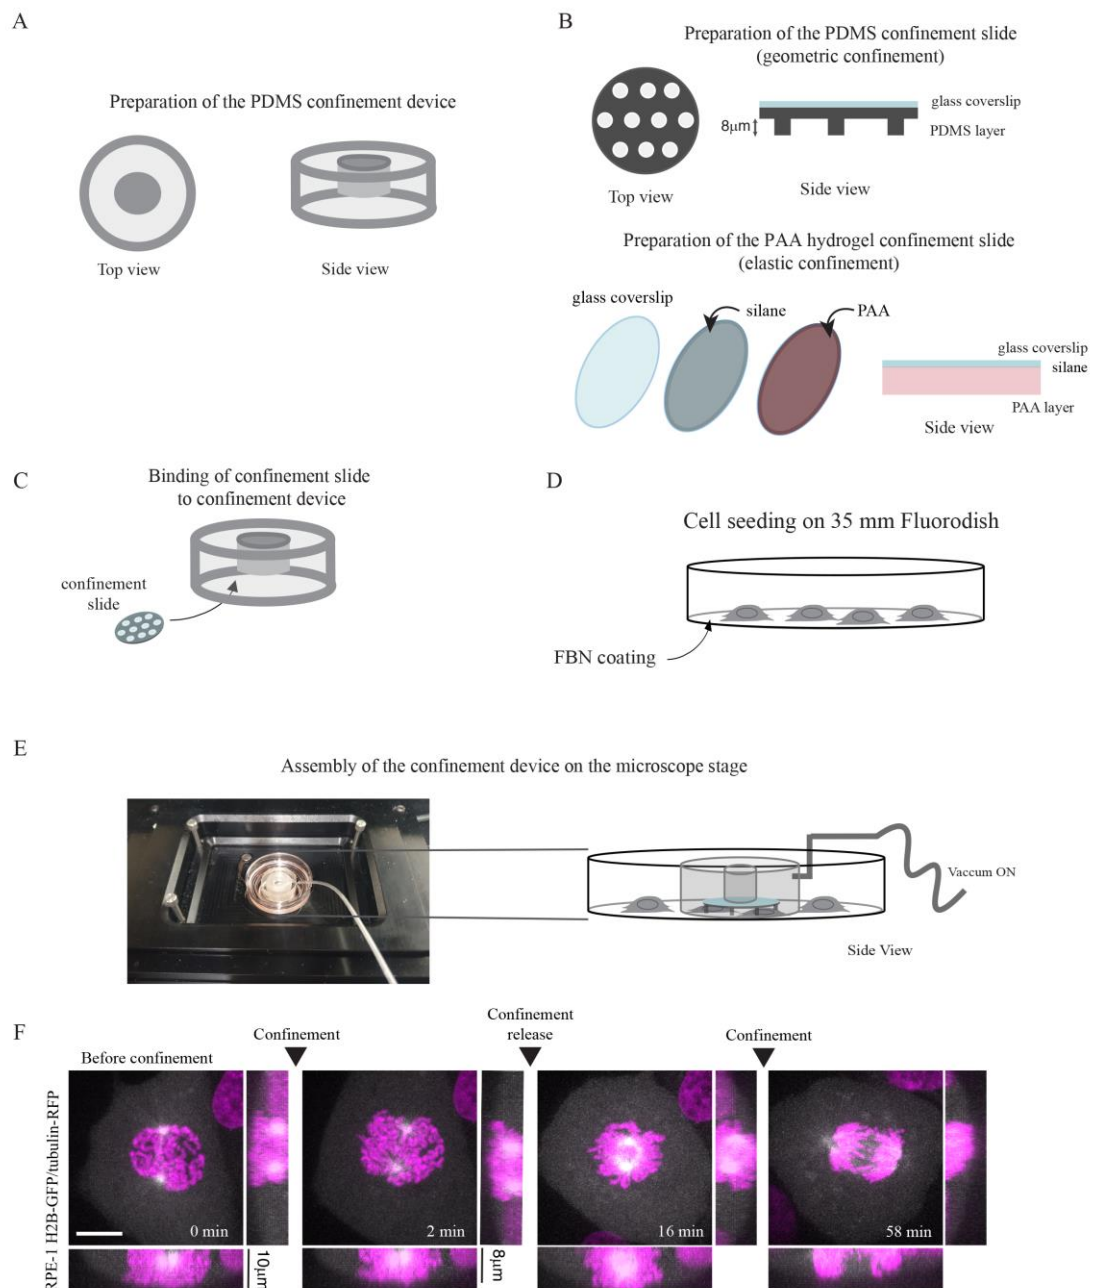 A
Preparation of the PDMS confinement device
Top view
Side view
B
Preparation of the PDMS confinement slide
(geometric confinement)
glass coverslip
8μm
PDMS layer
Top view
Side view
Preparation of the PAA hydrogel confinement slide
(elastic confinement)
glass coverslip
silane
PAA
glass coverslip
silane
PAA layer
Side view
C
Binding of confinement slide
to confinement device
confinement
slide
D
Cell seeding on 35 mm Fluorodish
FBN coating
E
Assembly of the confinement device on the microscope stage
Vaccum ON
Side View
F
Before confinement
Confinement
Confinement
release
Confinement
RPE-1 H2B-GFP/tubulin-RFP
0 min
2 min
16 min
58 min
10μm
8μm